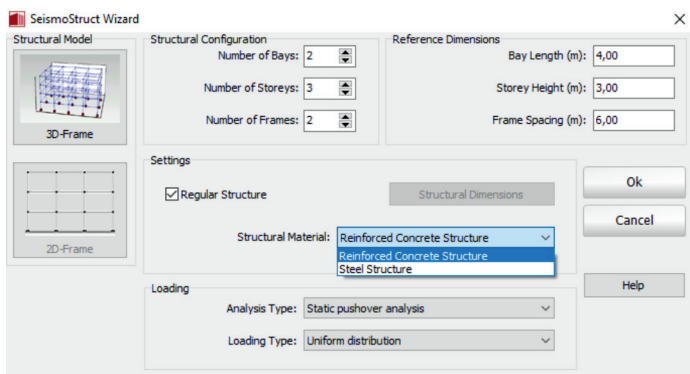 SeismoStruct Wizard
Structural Model
3D-Frame
2D-Frame
Structural Configuration
Number of Bays: 2
Number of Storeys: 3
Number of Frames: 2
Reference Dimensions
Bay Length (m): 4,00
Storey Height (m): 3,00
Frame Spacing (m): 6,00
Settings
Regular Structure
Structural Dimensions
Structural Material: Reinforced Concrete Structure
Reinforced Concrete Structure
Steel Structure
Loading
Analysis Type: Static pushover analysis
Loading Type: Uniform distribution
Ok
Cancel
Help